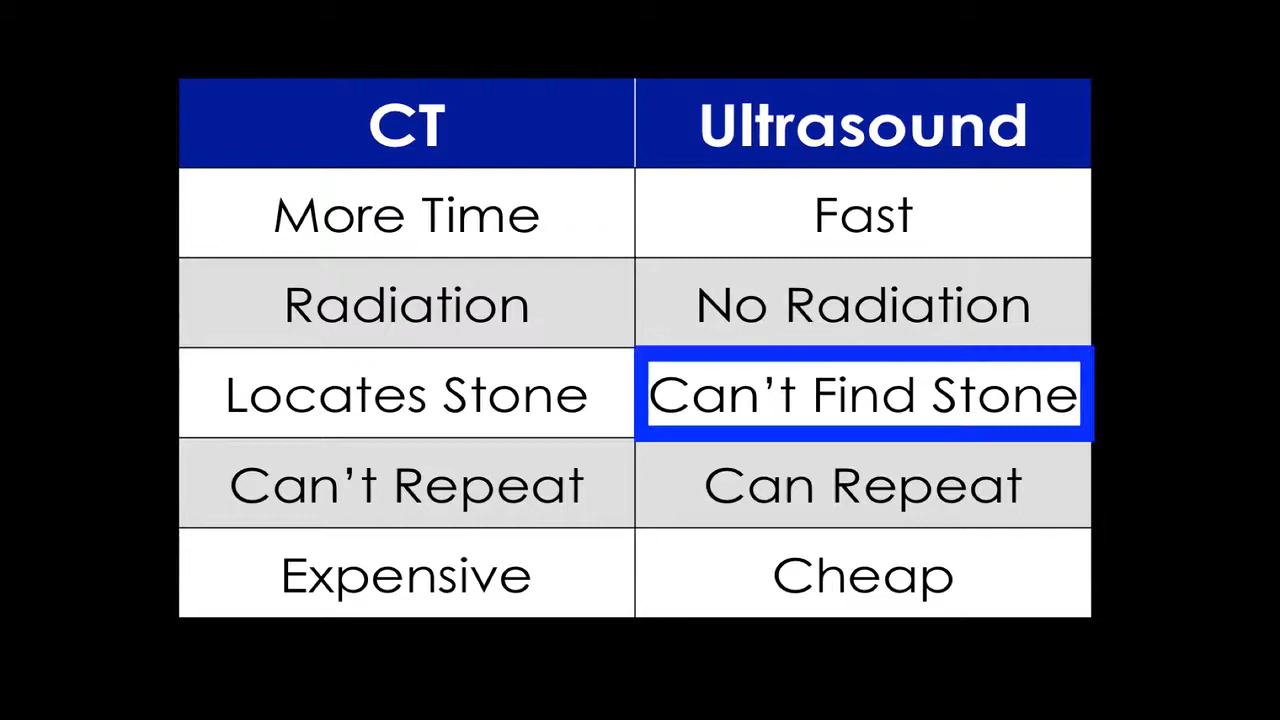 CT Ultrasound
More Time Fast
Radiation No Radiation
Locates Stone Can’t Find Stone
Can’t Repeat Can Repeat
Expensive Cheap